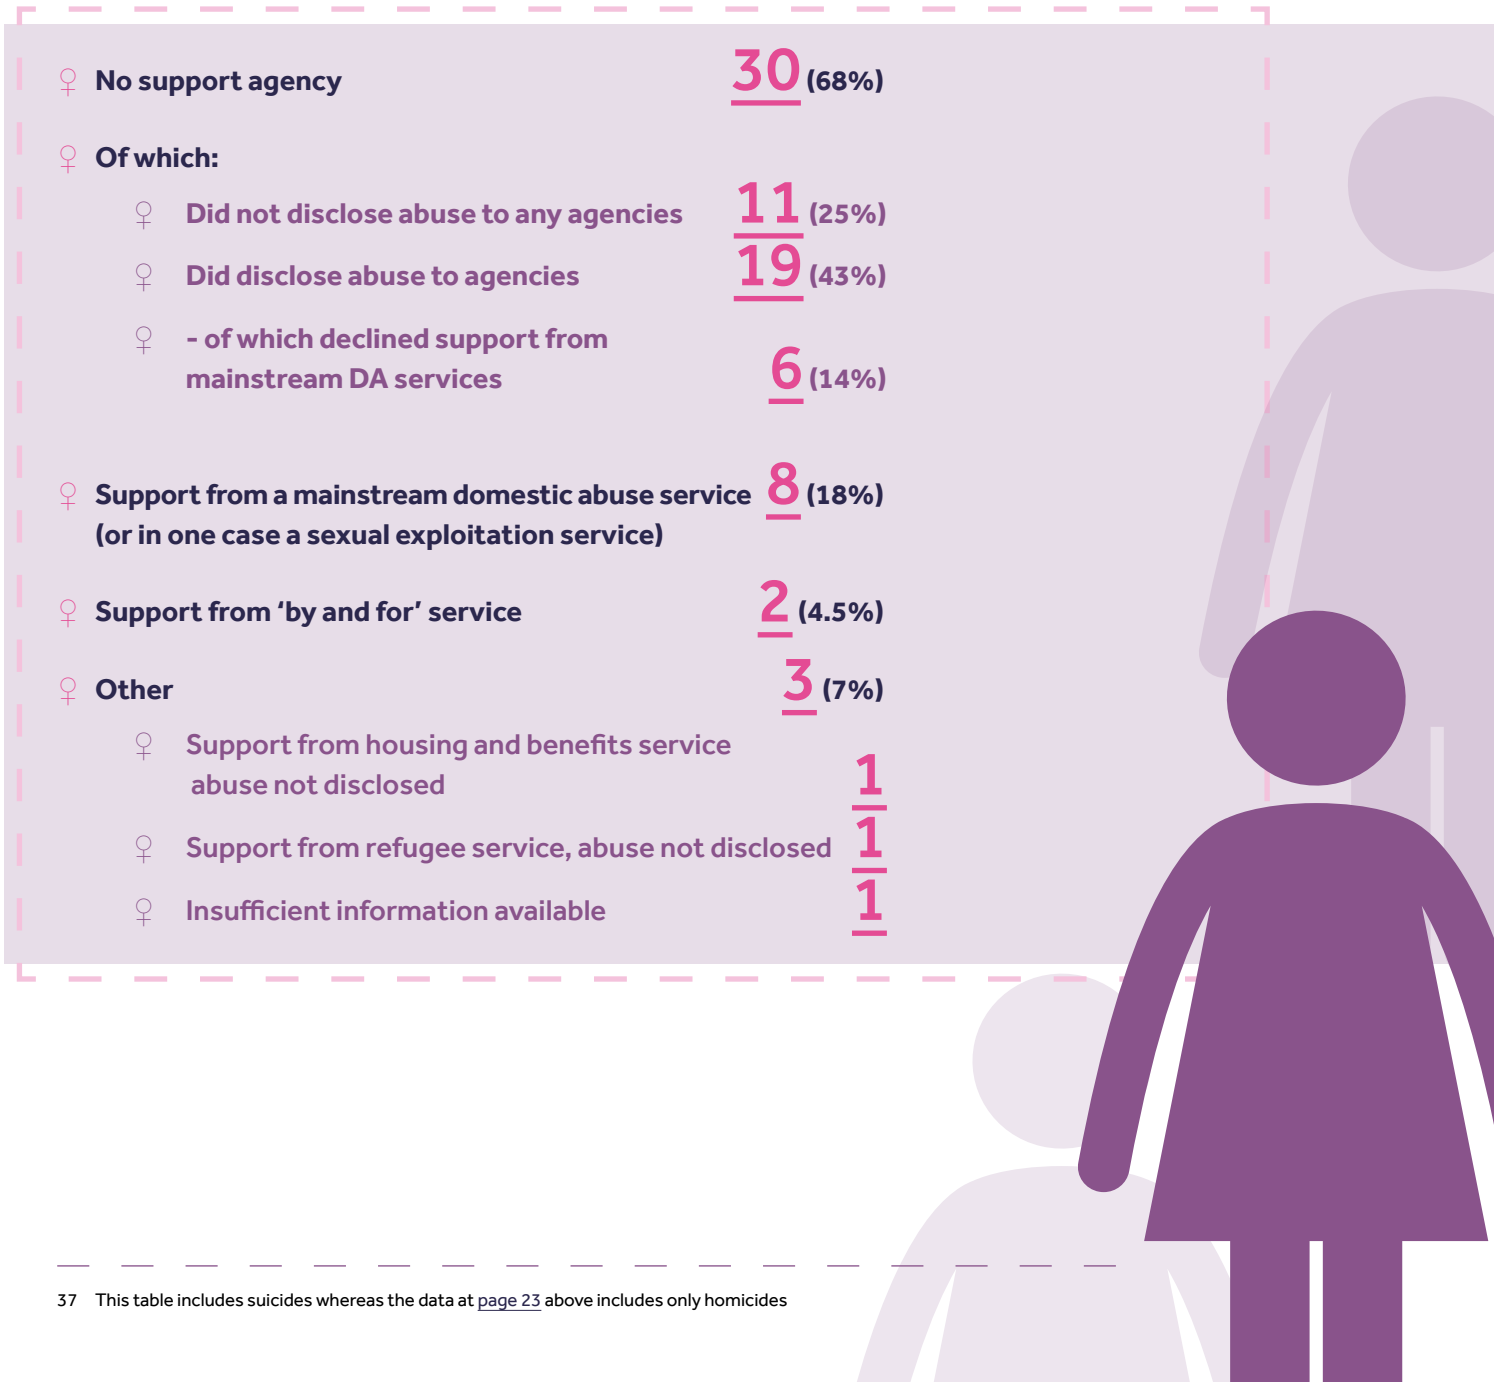 No support agency 30 (68%)
Of which:
Did not disclose abuse to any agencies 11 (25%)
Did disclose abuse to agencies 19 (43%)
- of which declined support from
mainstream DA services 6 (14%)
Support from a mainstream domestic abuse service 8 (18%)
(or in one case a sexual exploitation service)
Support from ‘by and for’ service 2 (4.5%)
Other 3 (7%)
Support from housing and benefits service
abuse not disclosed 1
Support from refugee service, abuse not disclosed 1
Insufficient information available 1
37 This table includes suicides whereas the data at page 23 above includes only homicides